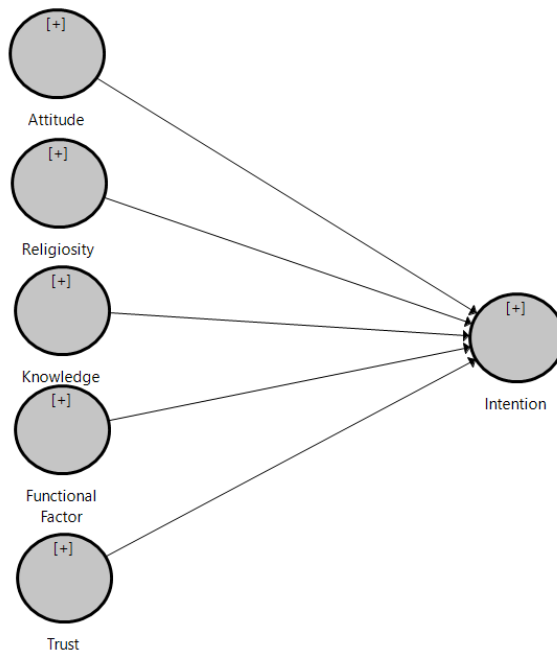 [+]
Attitude
[+]
Religiosity
[+]
Knowledge
[+]
Functional
Factor
[+]
Trust
[+]
Intention